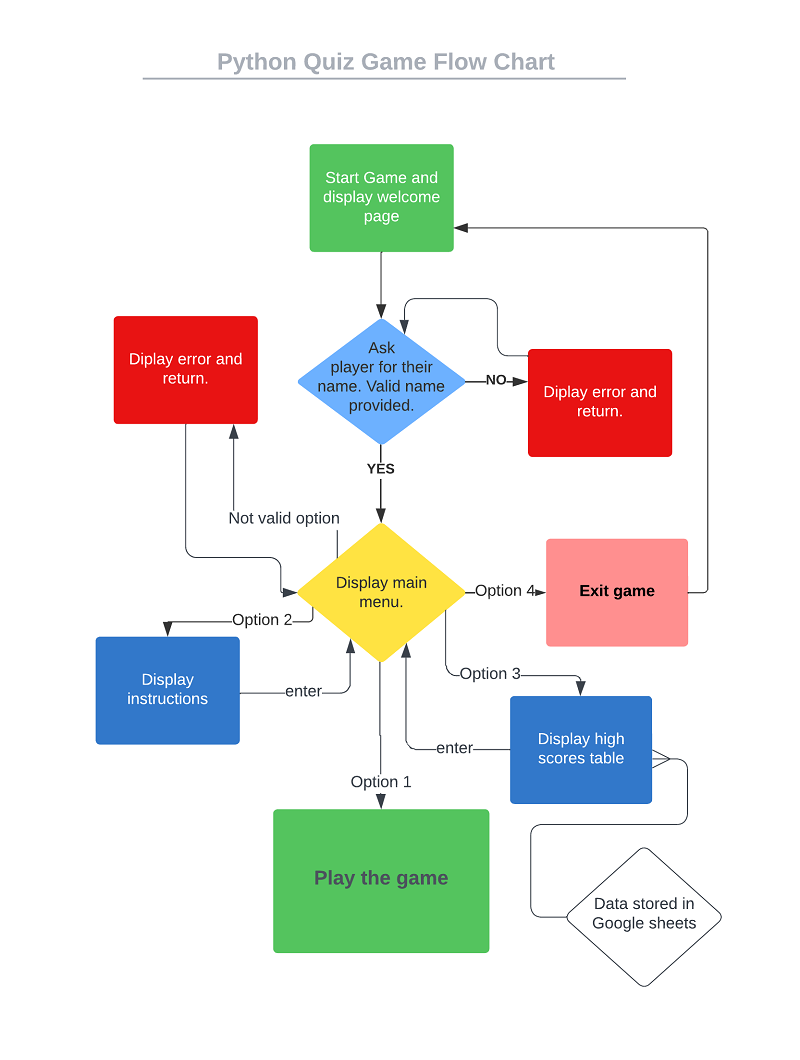 Python Quiz Game Flow Chart
Start Game and
display welcome
page
Diplay error and
return.
Ask
player for their
name. Valid name
provided.
NO
Diplay error and
return.
YES
Not valid option
Display main
menu.
Option 4
Exit game
Option 2
Display
instructions
enter
Option 3
Display high
scores table
enter
Option 1
Play the game
Data stored in
Google sheets